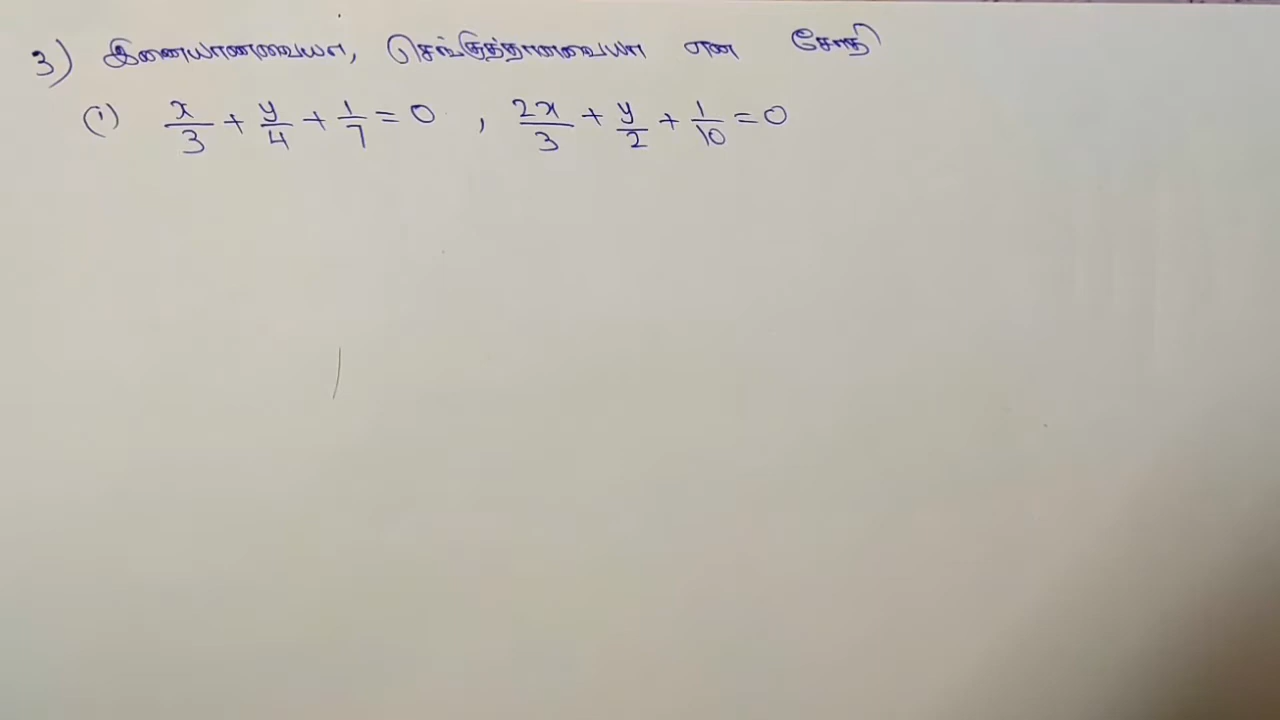 3) இணையானவையா, செங்குத்தானவையா என சோதி
(i) x/3 + y/4 + 1/7 = 0 , 2x/3 + y/2 + 1/10 = 0